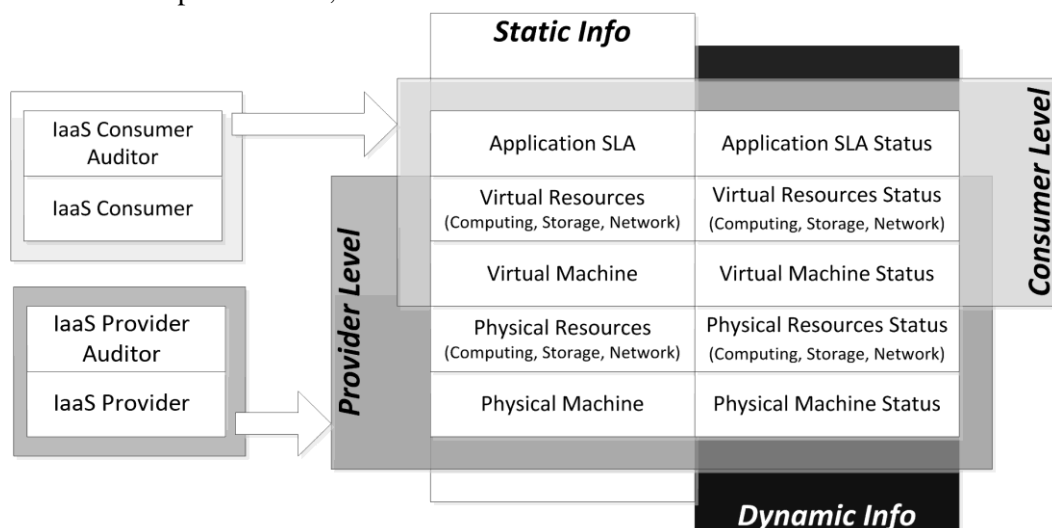 Static Info
IaaS Consumer
Auditor
IaaS Consumer
IaaS Provider
Auditor
IaaS Provider
Provider Level
Application SLA
Application SLA Status
Virtual Resources
(Computing, Storage, Network)
Virtual Resources Status
(Computing, Storage, Network)
Virtual Machine
Virtual Machine Status
Physical Resources
(Computing, Storage, Network)
Physical Resources Status
(Computing, Storage, Network)
Physical Machine
Physical Machine Status
Consumer Level
Dynamic Info